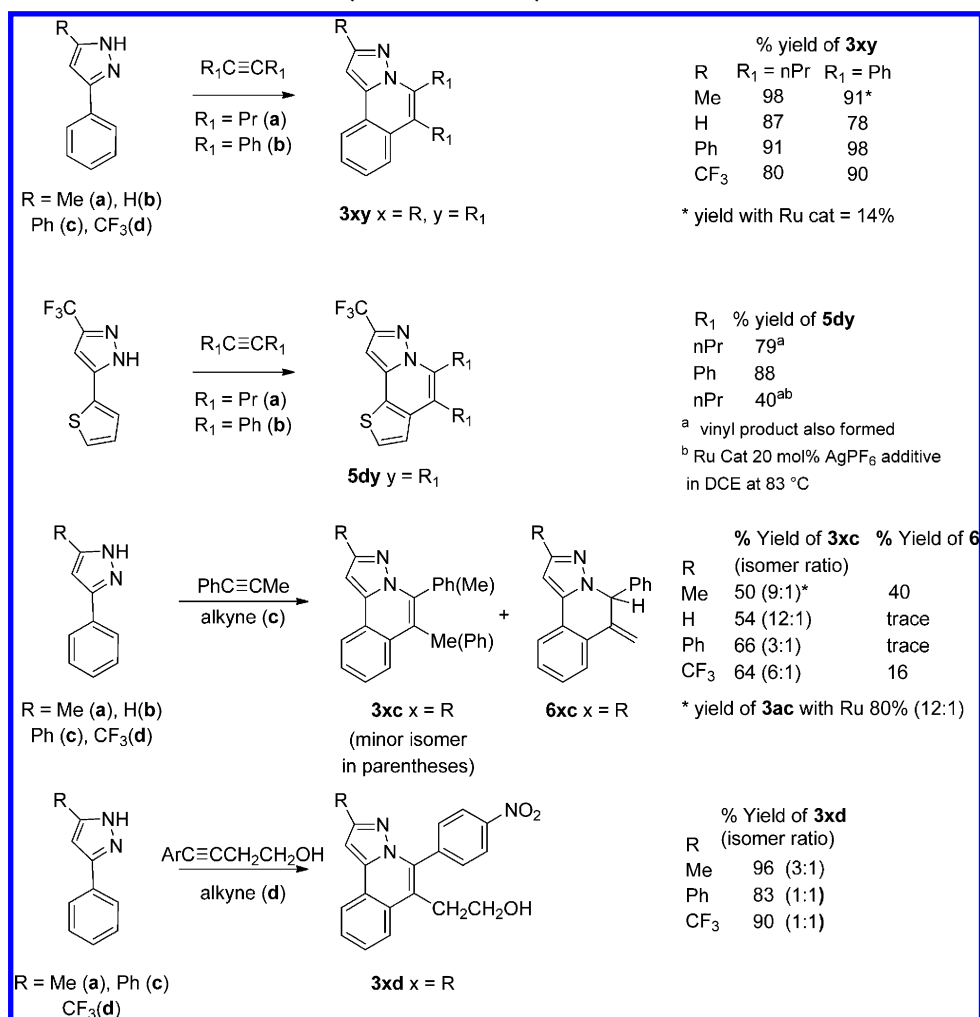 R
NH
N
R₁C≡CR₁
R₁ = Pr (a)
R₁ = Ph (b)
R
N
N
R₁
R₁
R = Me (a), H(b)
Ph (c), CF₃(d)
3xy x = R, y = R₁
% yield of 3xy
R R₁ = nPr R₁ = Ph
Me 98 91*
H 87 78
Ph 91 98
CF₃ 80 90
* yield with Ru cat = 14%
F₃C
N
NH
S
R₁C≡CR₁
R₁ = Pr (a)
R₁ = Ph (b)
F₃C
N
N
R₁
R₁
S
5dy y = R₁
R₁ % yield of 5dy
nPr 79ᵃ
Ph 88
nPr 40ᵃᵇ
ᵃ vinyl product also formed
ᵇ Ru Cat 20 mol% AgPF₆ additive
in DCE at 83 °C
R
NH
N
PhC≡CMe
alkyne (c)
R
N
N
Ph(Me)
Me(Ph)
+
R
N
N
Ph
H
R = Me (a), H(b)
Ph (c), CF₃(d)
3xc x = R
(minor isomer
in parentheses)
6xc x = R
% Yield of 3xc % Yield of 6
R (isomer ratio)
Me 50 (9:1)* 40
H 54 (12:1) trace
Ph 66 (3:1) trace
CF₃ 64 (6:1) 16
* yield of 3ac with Ru 80% (12:1)
R
NH
N
ArC≡CCH₂CH₂OH
alkyne (d)
R
N
N
NO₂
CH₂CH₂OH
R = Me (a), Ph (c)
CF₃(d)
3xd x = R
% Yield of 3xd
R (isomer ratio)
Me 96 (3:1)
Ph 83 (1:1)
CF₃ 90 (1:1)